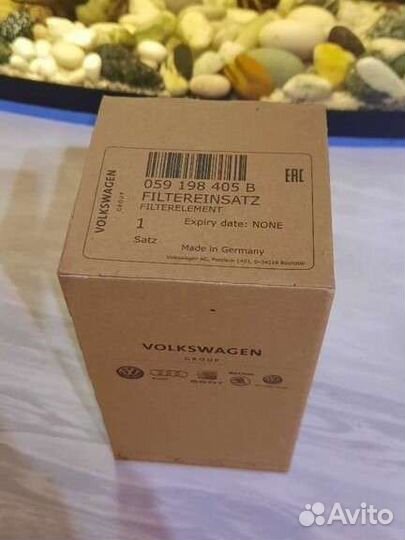 059 198 405 B
FILTEREINSATZ
FILTERELEMENT
1 Expiry date: NONE
Satz
Made in Germany
VOLKSWAGEN
GROUP
EAC
VOLKSWAGEN
GROUP
SEAT
Avito